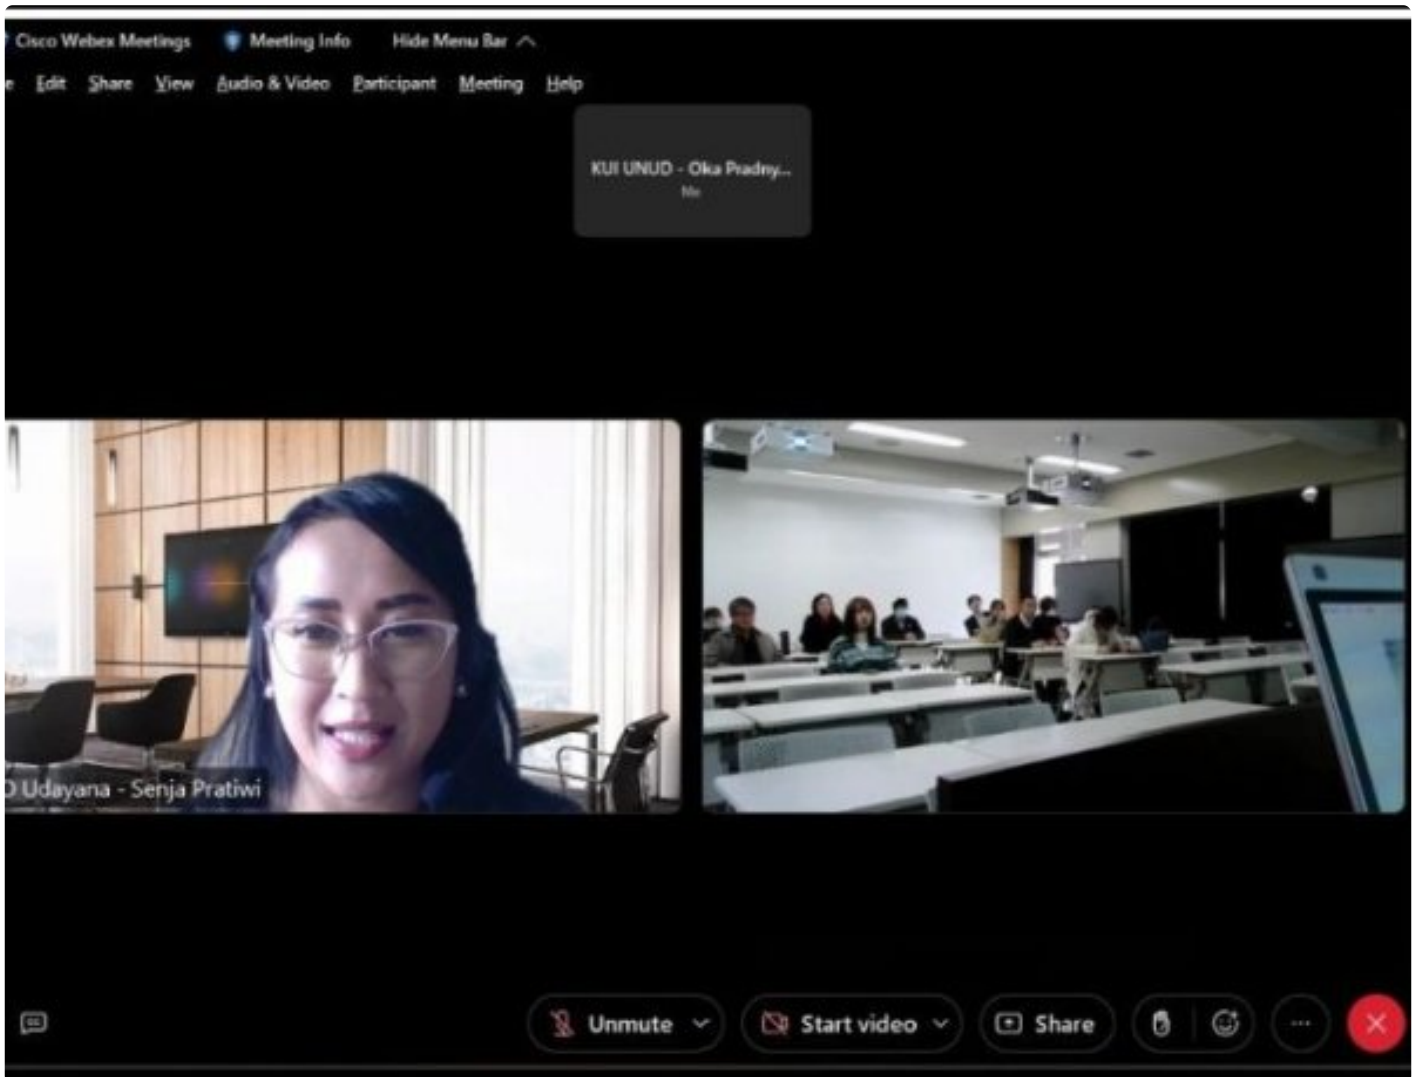 Cisco Webex Meetings Meeting Info Hide Menu Bar
e Edit Share View Audio & Video Participant Meeting Help
KUI UNUD - Oka Pradny...
Me
O Udayana - Senja Pratiwi
Unmute Start video Share